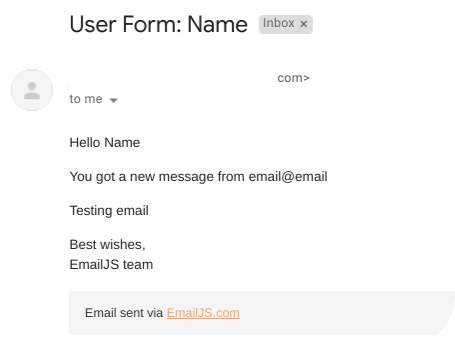 User Form: Name Inbox ×
.com>
to me
Hello Name
You got a new message from email@email
Testing email
Best wishes,
EmailJS team
Email sent via EmailJS.com